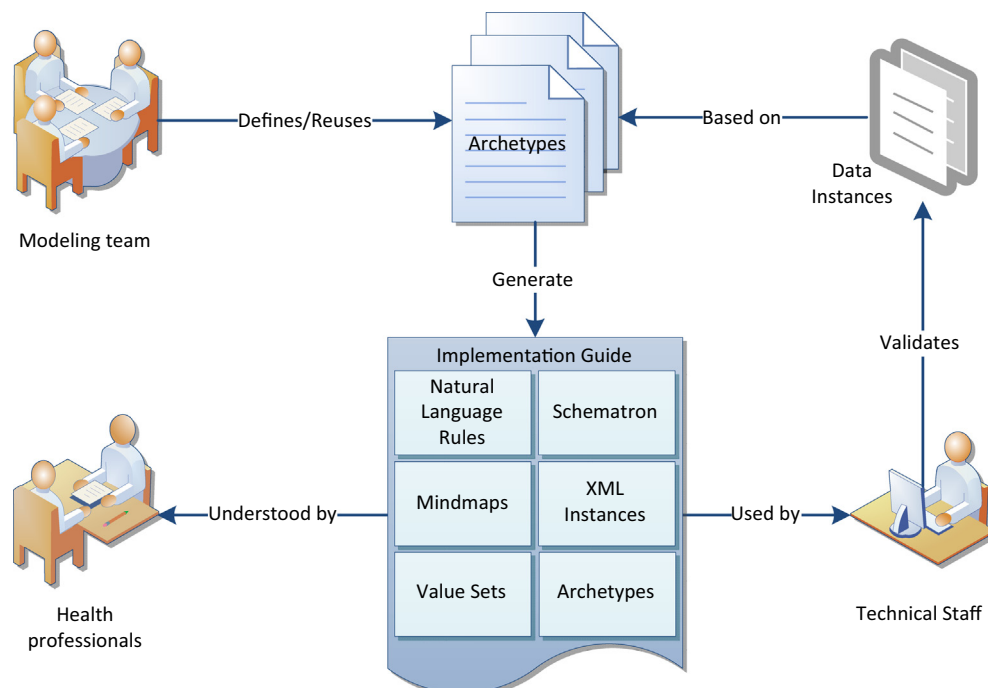 Defines/Reuses
Archetypes
Based on
Data
Instances
Modeling team
Generate
Validates
Implementation Guide
Natural
Language
Rules
Schematron
Mindmaps
XML
Instances
Value Sets
Archetypes
Understood by
Used by
Health
professionals
Technical Staff